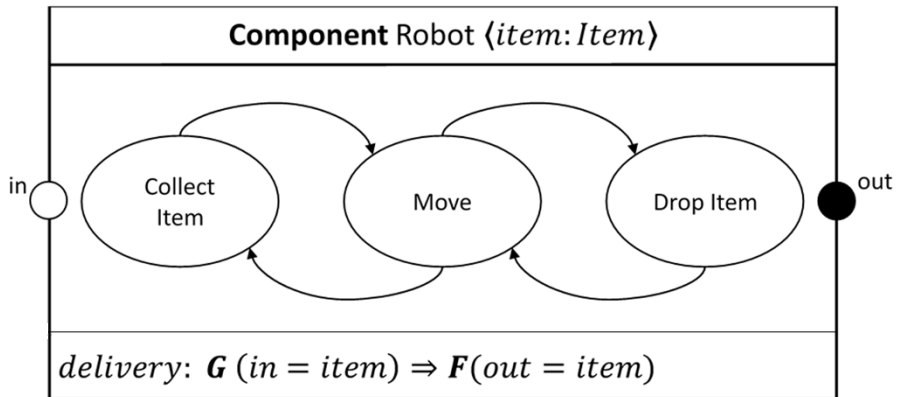 Component Robot ⟨item: Item⟩
in
Collect
Item
Move
Drop Item
out
delivery: G (in = item) ⇒ F(out = item)